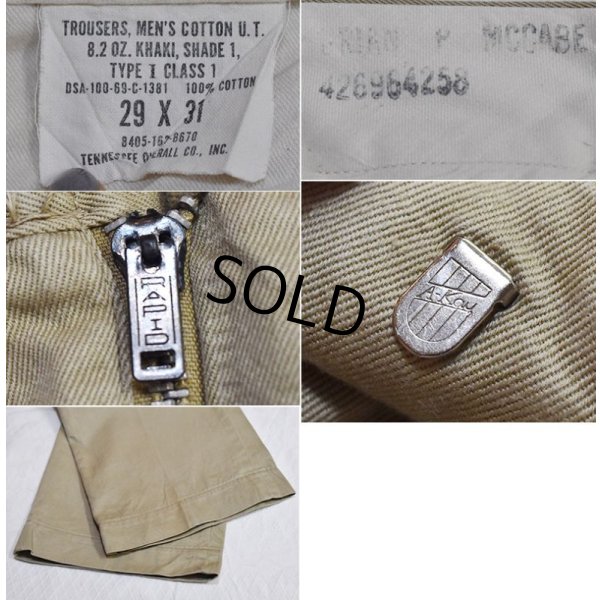 TROUSERS, MEN'S COTTON U.T.
8.2 OZ. KHAKI, SHADE 1,
TYPE I CLASS 1
DSA-100-69-C-1381 100% COTTON
29 X 31
8405-167-8670
TENNESSEE OVERALL CO., INC.
BRIAN MCCABE
426964258
RAPID
SOLD